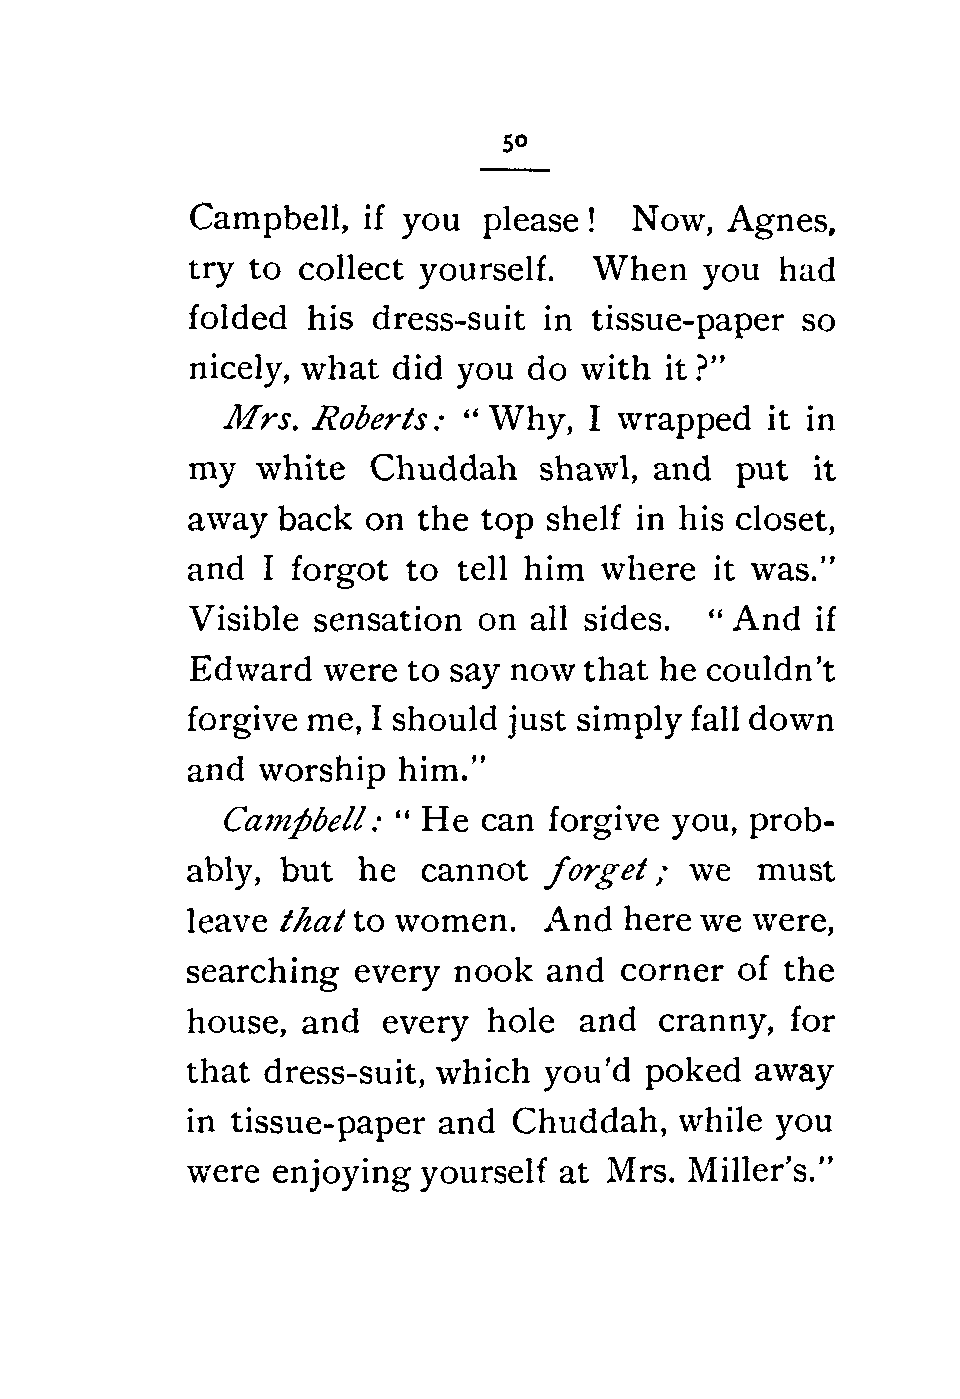 50
Campbell, if you please! Now, Agnes,
try to collect yourself. When you had
folded his dress-suit in tissue-paper so
nicely, what did you do with it?"
Mrs. Roberts: "Why, I wrapped it in
my white Chuddah shawl, and put it
away back on the top shelf in his closet,
and I forgot to tell him where it was."
Visible sensation on all sides. "And if
Edward were to say now that he couldn't
forgive me, I should just simply fall down
and worship him."
Campbell: "He can forgive you, prob-
ably, but he cannot forget; we must
leave that to women. And here we were,
searching every nook and corner of the
house, and every hole and cranny, for
that dress-suit, which you'd poked away
in tissue-paper and Chuddah, while you
were enjoying yourself at Mrs. Miller's."